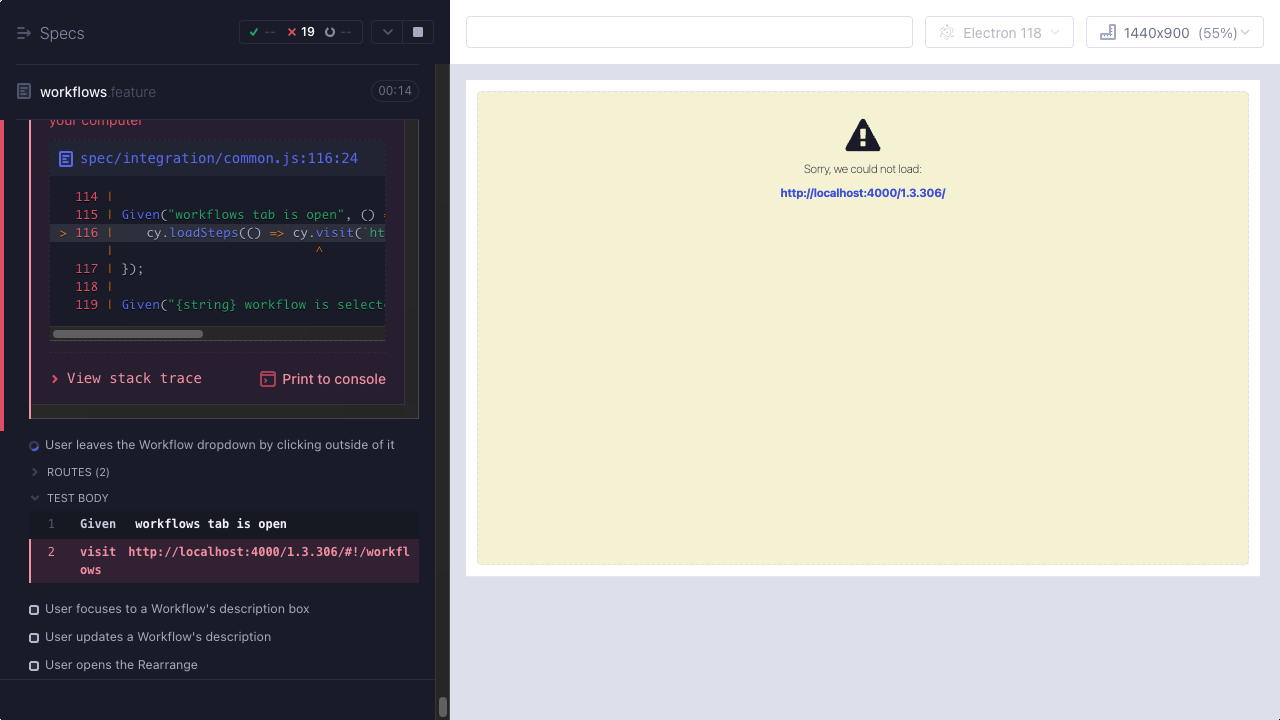 Specs
-- 19 --
Electron 118
1440x900 (55%)
workflows.feature
00:14
your computer
spec/integration/common.js:116:24
114 |
115 | Given("workflows tab is open", ()
> 116 | cy.loadSteps(() => cy.visit(`ht
| ^
117 | });
118 |
119 | Given("{string} workflow is select
View stack trace
Print to console
User leaves the Workflow dropdown by clicking outside of it
ROUTES (2)
TEST BODY
1 Given workflows tab is open
2 visit http://localhost:4000/1.3.306/#!/workfl
ows
User focuses to a Workflow's description box
User updates a Workflow's description
User opens the Rearrange
Sorry, we could not load:
http://localhost:4000/1.3.306/